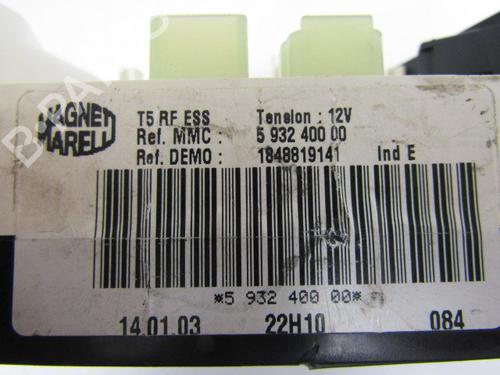 MAGNETI MARELLI
T5 RF ESS Tension : 12V
Ref. MMC : 5 932 400 00
Ref. DEMO : 1848819141 Ind E
*5 932 400 00*
14.01.03 22H10 084